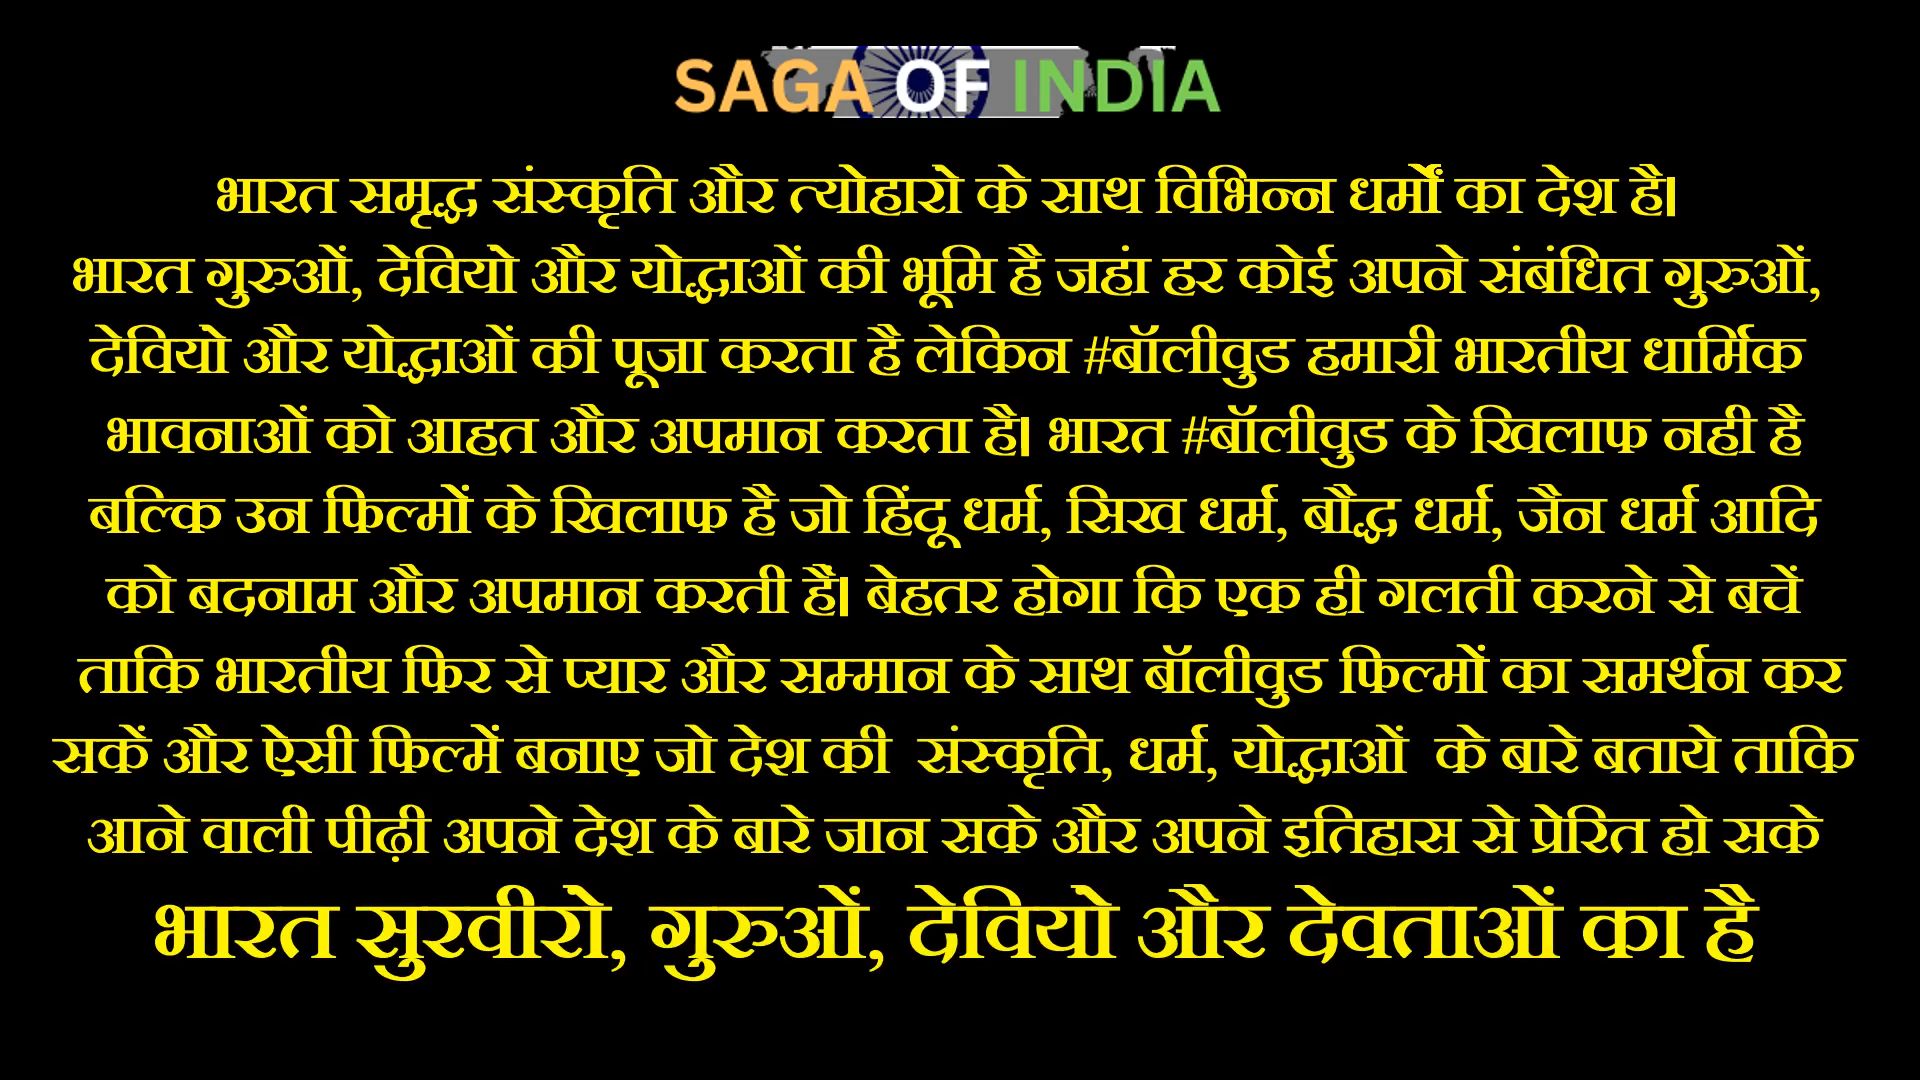 SAGA OF INDIA
भारत समृद्ध संस्कृति और त्योहारो के साथ विभिन्न धर्मों का देश है।
भारत गुरुओं, देवियो और योद्धाओं की भूमि है जहां हर कोई अपने संबंधित गुरुओं,
देवियो और योद्धाओं की पूजा करता है लेकिन #बॉलीवुड हमारी भारतीय धार्मिक
भावनाओं को आहत और अपमान करता है। भारत #बॉलीवुड के खिलाफ नही है
बल्कि उन फिल्मों के खिलाफ है जो हिंदू धर्म, सिख धर्म, बौद्ध धर्म, जैन धर्म आदि
को बदनाम और अपमान करती हैं। बेहतर होगा कि एक ही गलती करने से बचें
ताकि भारतीय फिर से प्यार और सम्मान के साथ बॉलीवुड फिल्मों का समर्थन कर
सकें और ऐसी फिल्में बनाए जो देश की संस्कृति, धर्म, योद्धाओं के बारे बताये ताकि
आने वाली पीढ़ी अपने देश के बारे जान सके और अपने इतिहास से प्रेरित हो सके
भारत सुरवीरो, गुरुओं, देवियो और देवताओं का है